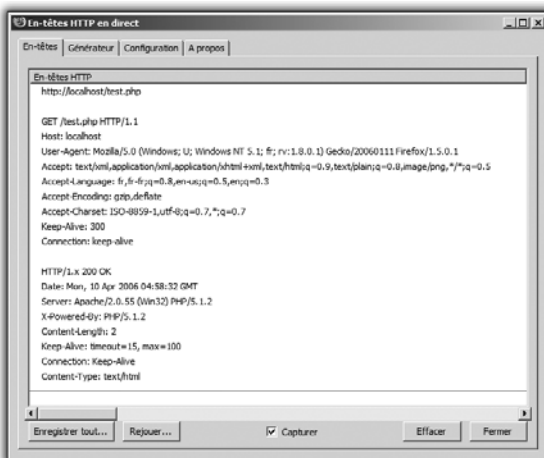 En-têtes HTTP en direct
En-têtes Générateur Configuration A propos
En-têtes HTTP
http://localhost/test.php
GET /test.php HTTP/1.1
Host: localhost
User-Agent: Mozilla/5.0 (Windows; U; Windows NT 5.1; fr; rv:1.8.0.1) Gecko/20060111 Firefox/1.5.0.1
Accept: text/xml,application/xml,application/xhtml+xml,text/html;q=0.9,text/plain;q=0.8,image/png,*/*;q=0.5
Accept-Language: fr,fr-fr;q=0.8,en-us;q=0.5,en;q=0.3
Accept-Encoding: gzip,deflate
Accept-Charset: ISO-8859-1,utf-8;q=0.7,*;q=0.7
Keep-Alive: 300
Connection: keep-alive
HTTP/1.x 200 OK
Date: Mon, 10 Apr 2006 04:58:32 GMT
Server: Apache/2.0.55 (Win32) PHP/5.1.2
X-Powered-By: PHP/5.1.2
Content-Length: 2
Keep-Alive: timeout=15, max=100
Connection: Keep-Alive
Content-Type: text/html
Enregistrer tout... Rejouer... Capturer Effacer Fermer